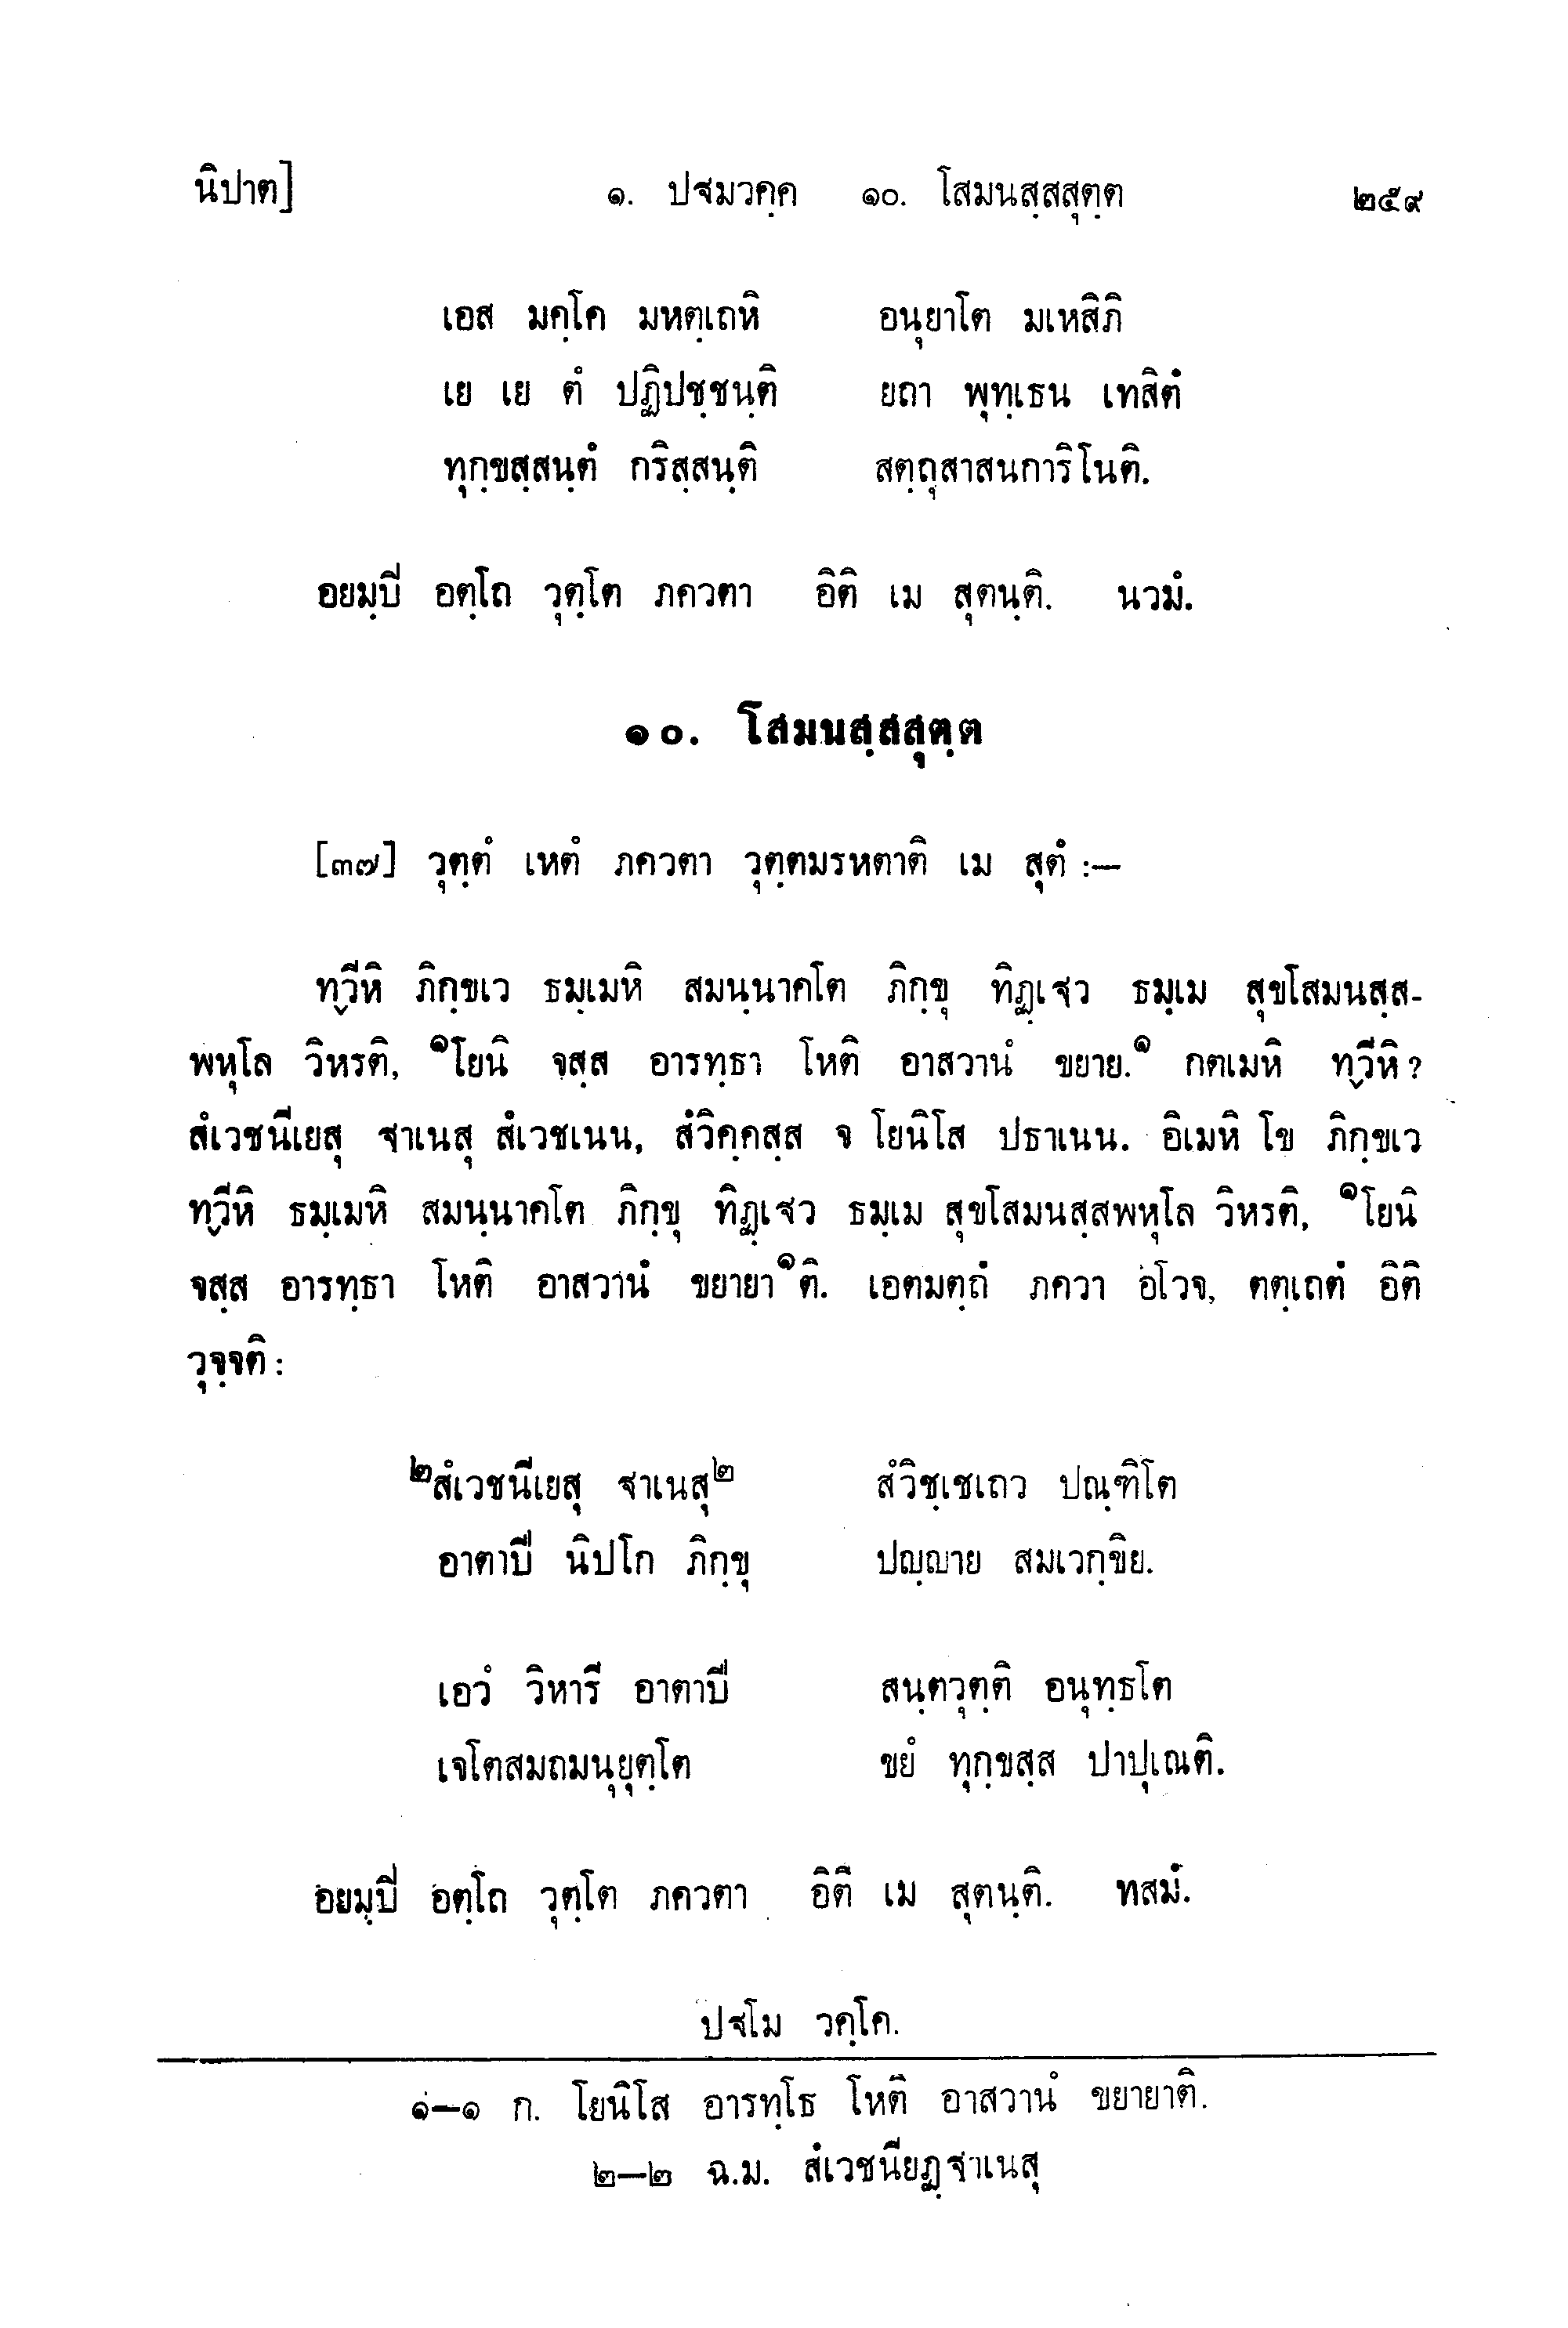 นิปาต] ๑. ปฐมวคฺค ๑๐. โสมนสฺสสุตฺต ๒๕๙
เอส มคฺโค มหตฺเถหิ อนุยาโต มเหสิภิ
เย เย ตํ ปฏิปชฺชนฺติ ยถา พุทฺเธน เทสิตํ
ทุกฺขสฺสนฺตํ กริสฺสนฺติ สตฺถุสาสนการิโนติ.
อยมฺปิ อตฺโถ วุตฺโต ภควตา อิติ เม สุตนฺติ. นวมํ.
๑๐. โสมนสฺสสุตฺต
[๓๗] วุตฺตํ เหตํ ภควตา วุตฺตมรหตาติ เม สุตํ :—
ทฺวีหิ ภิกฺขเว ธมฺเมหิ สมนฺนาคโต ภิกฺขุ ทิฏฺเฐว ธมฺเม สุขโสมนสฺส-
พหุโล วิหรติ, ๑โยนิ จสฺส อารทฺธา โหติ อาสวานํ ขยาย.๑ กตเมหิ ทฺวีหิ ?
สํเวชนีเยสุ ฐาเนสุ สํเวชเนน, สํวิคฺคสฺส จ โยนิโส ปธาเนน. อิเมหิ โข ภิกฺขเว
ทฺวีหิ ธมฺเมหิ สมนฺนาคโต ภิกฺขุ ทิฏฺเฐว ธมฺเม สุขโสมนสฺสพหุโล วิหรติ, ๑โยนิ
จสฺส อารทฺธา โหติ อาสวานํ ขยายา๑ติ. เอตมตฺถํ ภควา อโวจ, ตตฺเถตํ อิติ
วุจฺจติ :
๒สํเวชนีเยสุ ฐาเนสุ๒ สํวิชฺเชเถว ปณฺฑิโต
อาตาปี นิปโก ภิกฺขุ ปญฺญาย สมเวกฺขิย.
เอวํ วิหารี อาตาปี สนฺตวุตฺติ อนุทฺธโต
เจโตสมถมนุยุตฺโต ขยํ ทุกฺขสฺส ปาปุเณติ.
อยมฺปิ อตฺโถ วุตฺโต ภควตา อิติ เม สุตนฺติ. ทสมํ.
ปฐโม วคฺโค.
๑—๑ ก. โยนิโส อารทฺโธ โหติ อาสวานํ ขยายาติ.
๒—๒ ฉ.ม. สํเวชนียฏฺฐาเนสุ